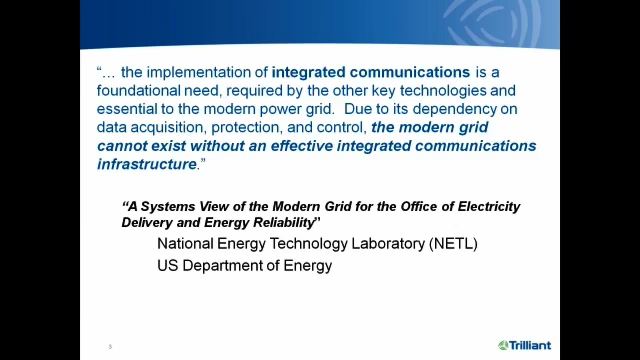 “… the implementation of integrated communications is a
foundational need, required by the other key technologies and
essential to the modern power grid.  Due to its dependency on
data acquisition, protection, and control, the modern grid
cannot exist without an effective integrated communications
infrastructure.”
“A Systems View of the Modern Grid for the Office of Electricity
Delivery and Energy Reliability”
National Energy Technology Laboratory (NETL)
US Department of Energy
3
Trilliant